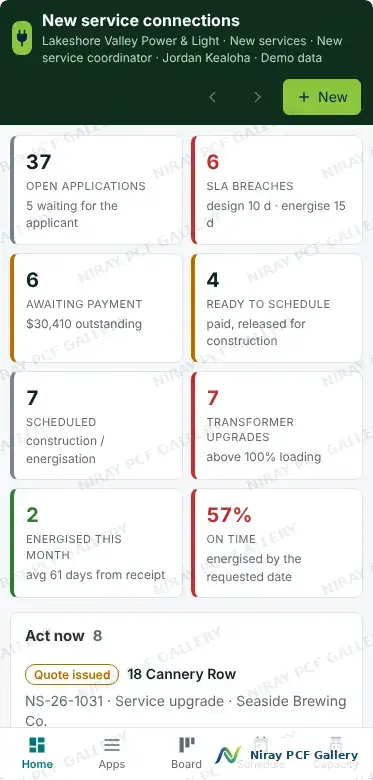 New service connections
Lakeshore Valley Power & Light · New services · New
service coordinator · Jordan Kealoha · Demo data
+ New
37
OPEN APPLICATIONS
5 waiting for the
applicant
6
SLA BREACHES
design 10 d · energise 15
d
6
AWAITING PAYMENT
$30,410 outstanding
4
READY TO SCHEDULE
paid, released for
construction
7
SCHEDULED
construction /
energisation
7
TRANSFORMER
UPGRADES
above 100% loading
2
ENERGISED THIS
MONTH
avg 61 days from receipt
57%
ON TIME
energised by the
requested date
Act now 8
Quote issued 18 Cannery Row
NS-26-1031 · Service upgrade · Seaside Brewing
Co.
Home
Apps
Board
Schedule
Capacity
Niray PCF Gallery
NIRAY PCF GALLERY